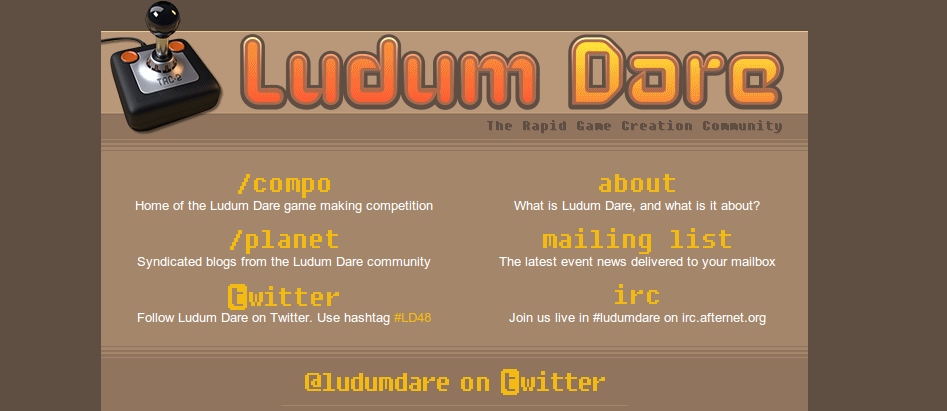 TAC-2
Ludum Dare
The Rapid Game Creation Community
/compo
Home of the Ludum Dare game making competition
about
What is Ludum Dare, and what is it about?
/planet
Syndicated blogs from the Ludum Dare community
mailing list
The latest event news delivered to your mailbox
twitter
Follow Ludum Dare on Twitter. Use hashtag #LD48
irc
Join us live in #ludumdare on irc.afternet.org
@ludumdare on twitter